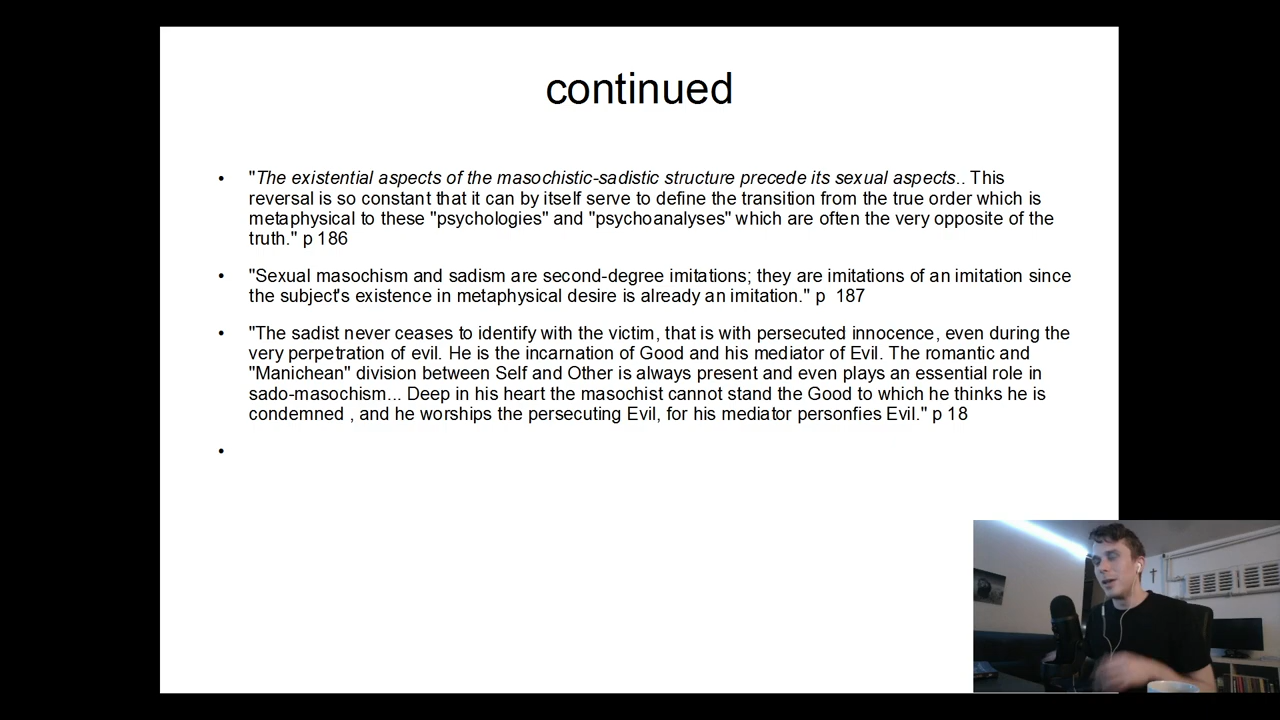 continued
• "The existential aspects of the masochistic-sadistic structure precede its sexual aspects.. This
reversal is so constant that it can by itself serve to define the transition from the true order which is
metaphysical to these "psychologies" and "psychoanalyses" which are often the very opposite of the
truth." p 186
• "Sexual masochism and sadism are second-degree imitations; they are imitations of an imitation since
the subject's existence in metaphysical desire is already an imitation." p 187
• "The sadist never ceases to identify with the victim, that is with persecuted innocence, even during the
very perpetration of evil. He is the incarnation of Good and his mediator of Evil. The romantic and
"Manichean" division between Self and Other is always present and even plays an essential role in
sado-masochism... Deep in his heart the masochist cannot stand the Good to which he thinks he is
condemned , and he worships the persecuting Evil, for his mediator personfies Evil." p 18
•